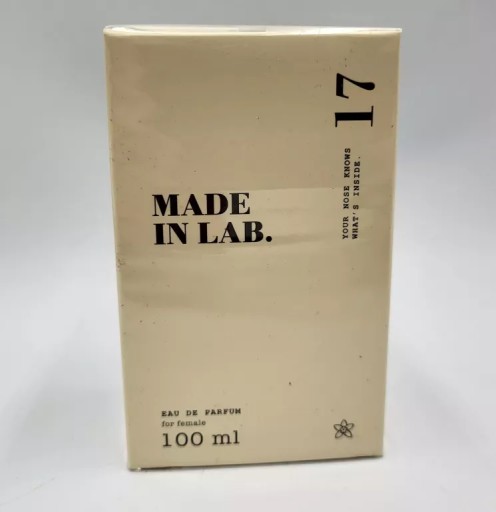 MADE
IN LAB.
17
YOUR NOSE KNOWS
WHAT'S INSIDE.
EAU DE PARFUM
for female
100 ml